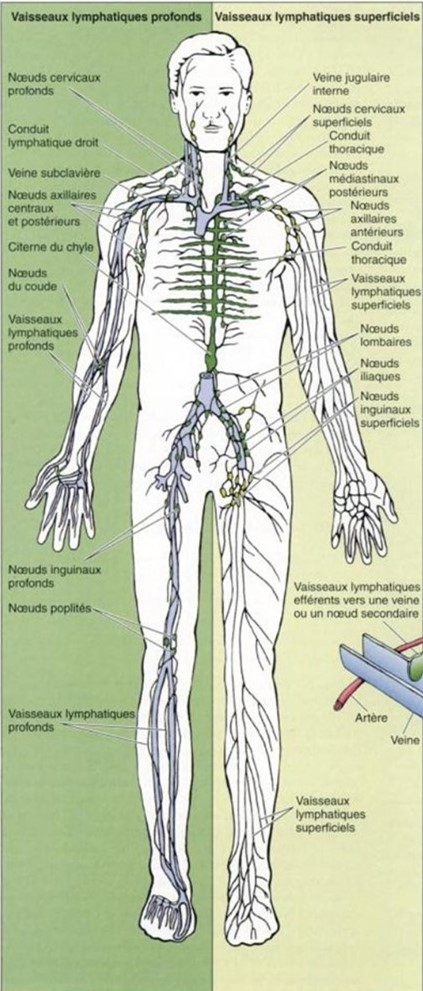 Vaisseaux lymphatiques profonds
Vaisseaux lymphatiques superficiels
Nœuds cervicaux
profonds
Conduit
lymphatique droit
Veine subclavière
Nœuds axillaires
centraux
et postérieurs
Citerne du chyle
Nœuds
du coude
Vaisseaux
lymphatiques
profonds
Nœuds inguinaux
profonds
Nœuds poplités
Vaisseaux lymphatiques
profonds
Veine jugulaire
interne
Nœuds cervicaux
superficiels
Conduit
thoracique
Nœuds
médiastinaux
postérieurs
Nœuds
axillaires
antérieurs
Conduit
thoracique
Vaisseaux
lymphatiques
superficiels
Nœuds
lombaires
Nœuds
iliaques
Nœuds
inguinaux
superficiels
Vaisseaux lymphatiques
efférents vers une veine
ou un nœud secondaire
Artère
Veine
Vaisseaux
lymphatiques
superficiels